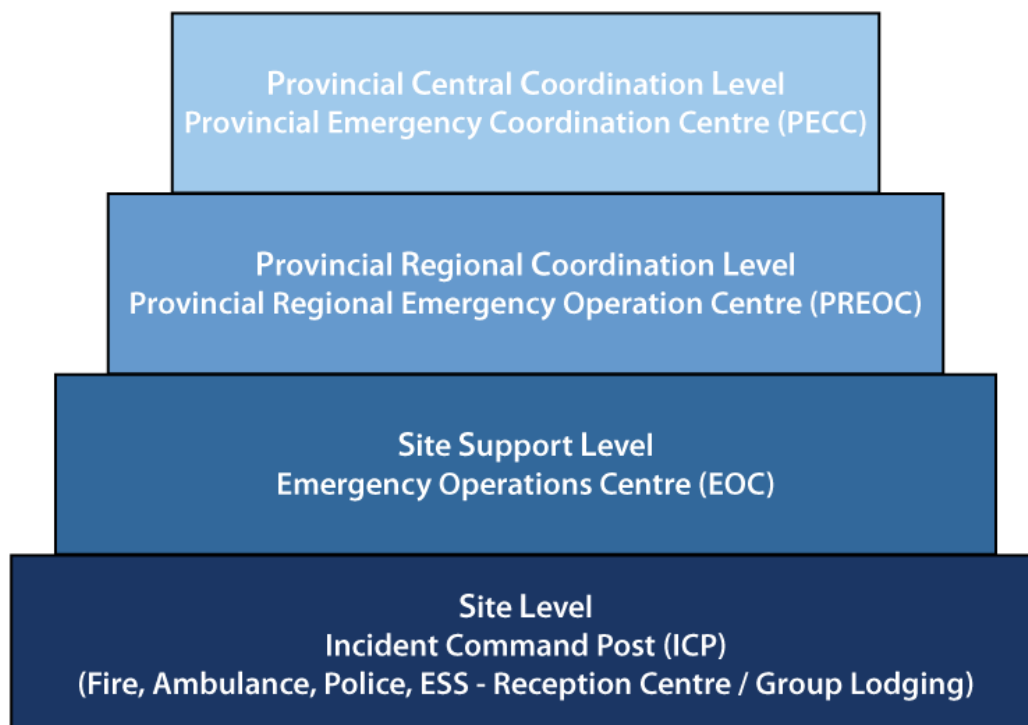 Provincial Central Coordination Level
Provincial Emergency Coordination Centre (PECC)
Provincial Regional Coordination Level
Provincial Regional Emergency Operation Centre (PREOC)
Site Support Level
Emergency Operations Centre (EOC)
Site Level
Incident Command Post (ICP)
(Fire, Ambulance, Police, ESS - Reception Centre / Group Lodging)